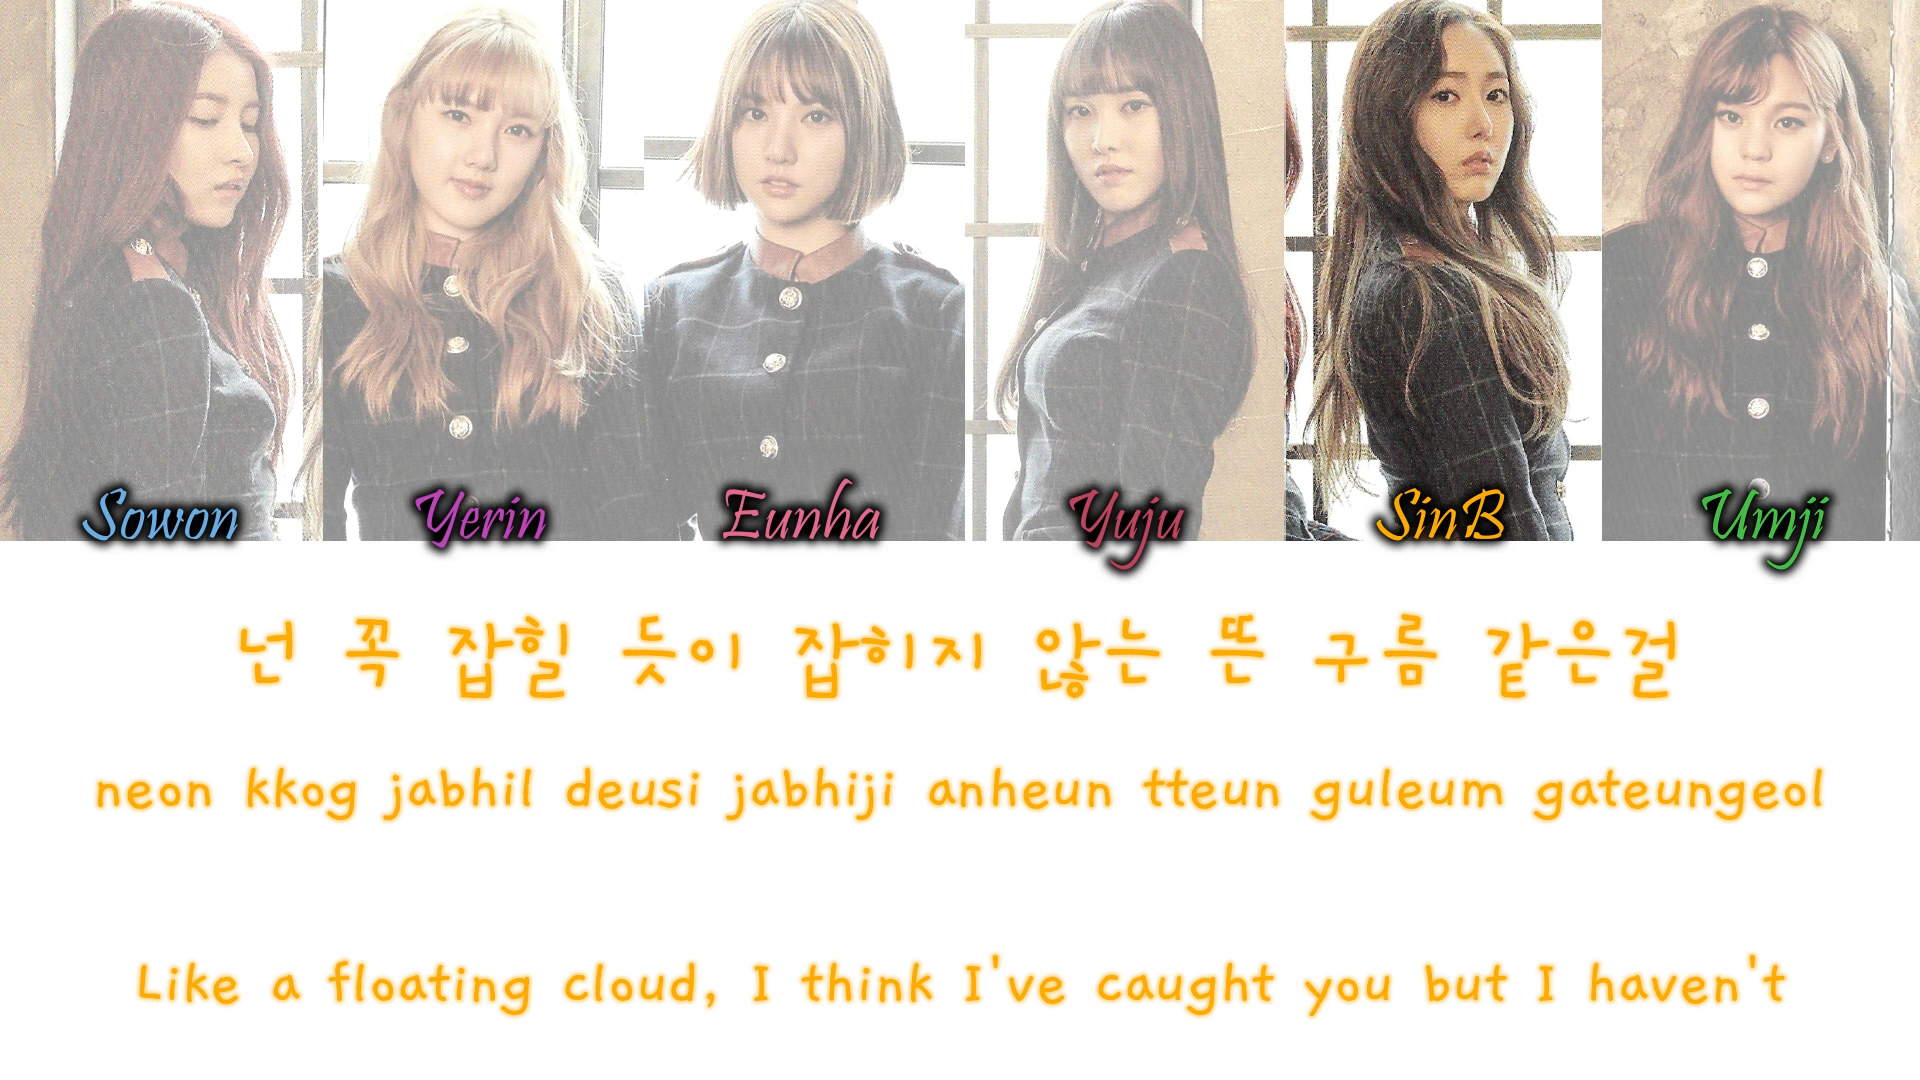 Sowon Yerin Eunha Yuju SinB Umji
넌 꼭 잡힐 듯이 잡히지 않는 뜬 구름 같은걸
neon kkog jabhil deusi jabhiji anheun tteun guleum gateungeol
Like a floating cloud, I think I've caught you but I haven't